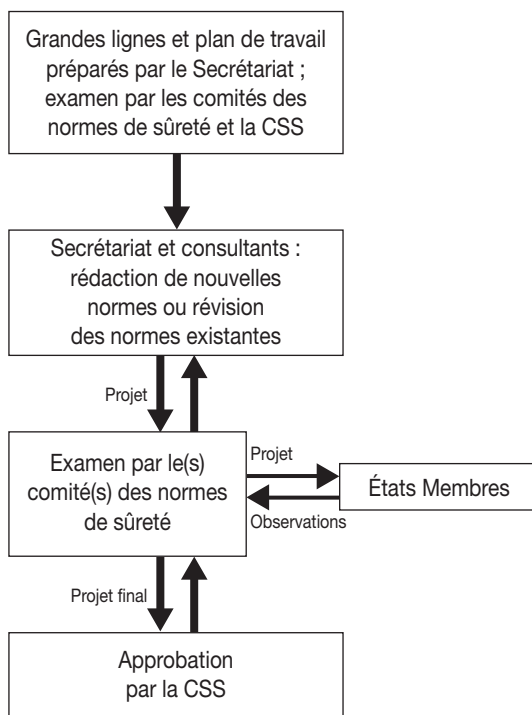 Grandes lignes et plan de travail
préparés par le Secrétariat ;
examen par les comités des
normes de sûreté et la CSS
Secrétariat et consultants :
rédaction de nouvelles
normes ou révision
des normes existantes
Projet
Examen par le(s)
comité(s) des normes
de sûreté
Projet
États Membres
Observations
Projet final
Approbation
par la CSS